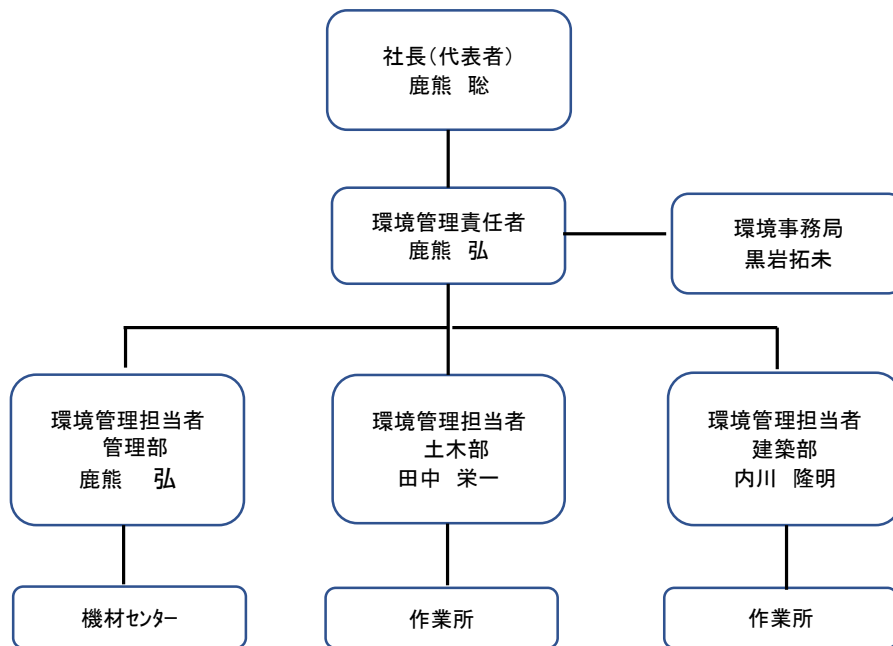 社長(代表者)
鹿熊 聡
環境管理責任者
鹿熊 弘
環境事務局
黒岩拓未
環境管理担当者
管理部
鹿熊 弘
環境管理担当者
土木部
田中 栄一
環境管理担当者
建築部
内川 隆明
機材センター
作業所
作業所